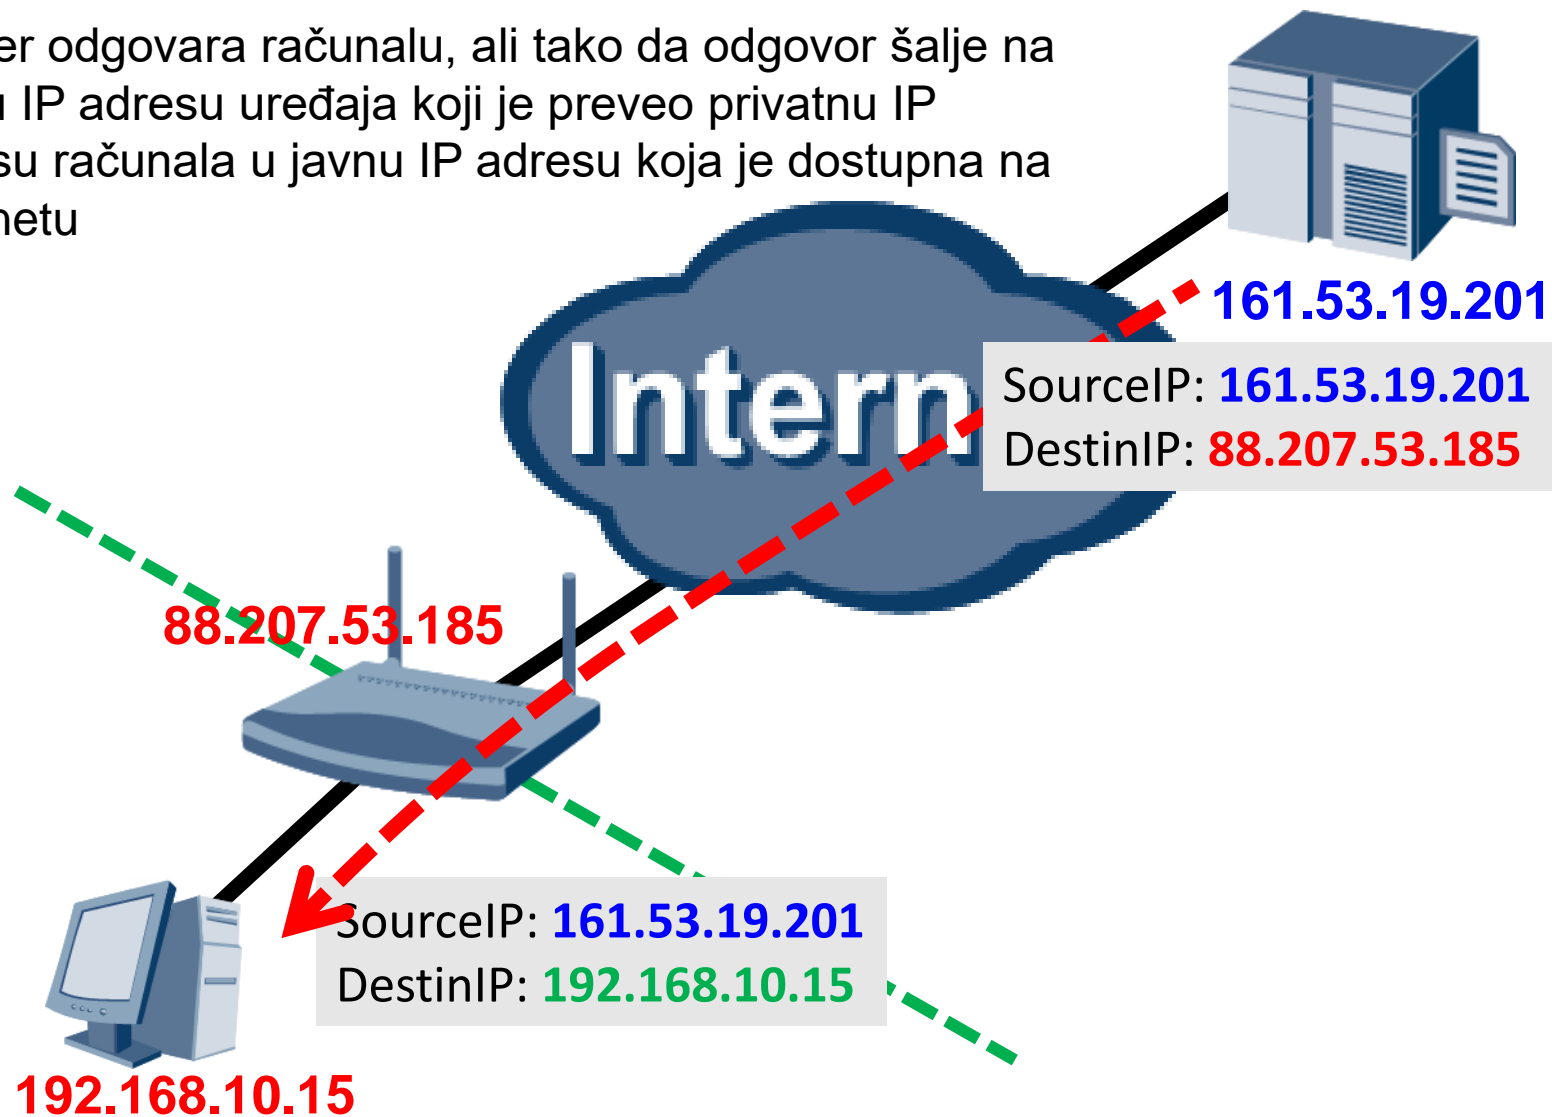 er odgovara računalu, ali tako da odgovor šalje na
u IP adresu uređaja koji je preveo privatnu IP
su računala u javnu IP adresu koja je dostupna na
netu
161.53.19.201
Intern
SourceIP: 161.53.19.201
DestinIP: 88.207.53.185
88.207.53.185
SourceIP: 161.53.19.201
DestinIP: 192.168.10.15
192.168.10.15